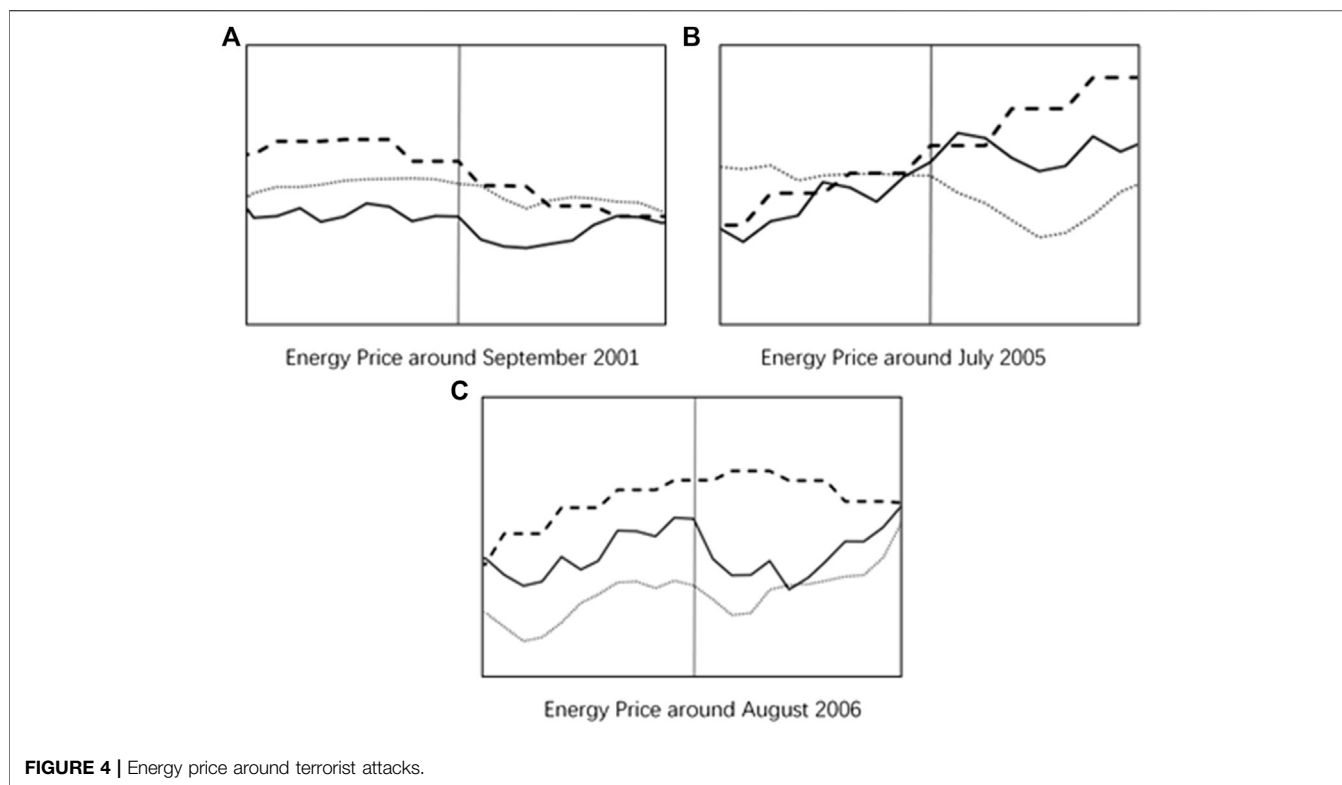 A
B
Energy Price around September 2001
Energy Price around July 2005
C
Energy Price around August 2006
FIGURE 4 | Energy price around terrorist attacks.